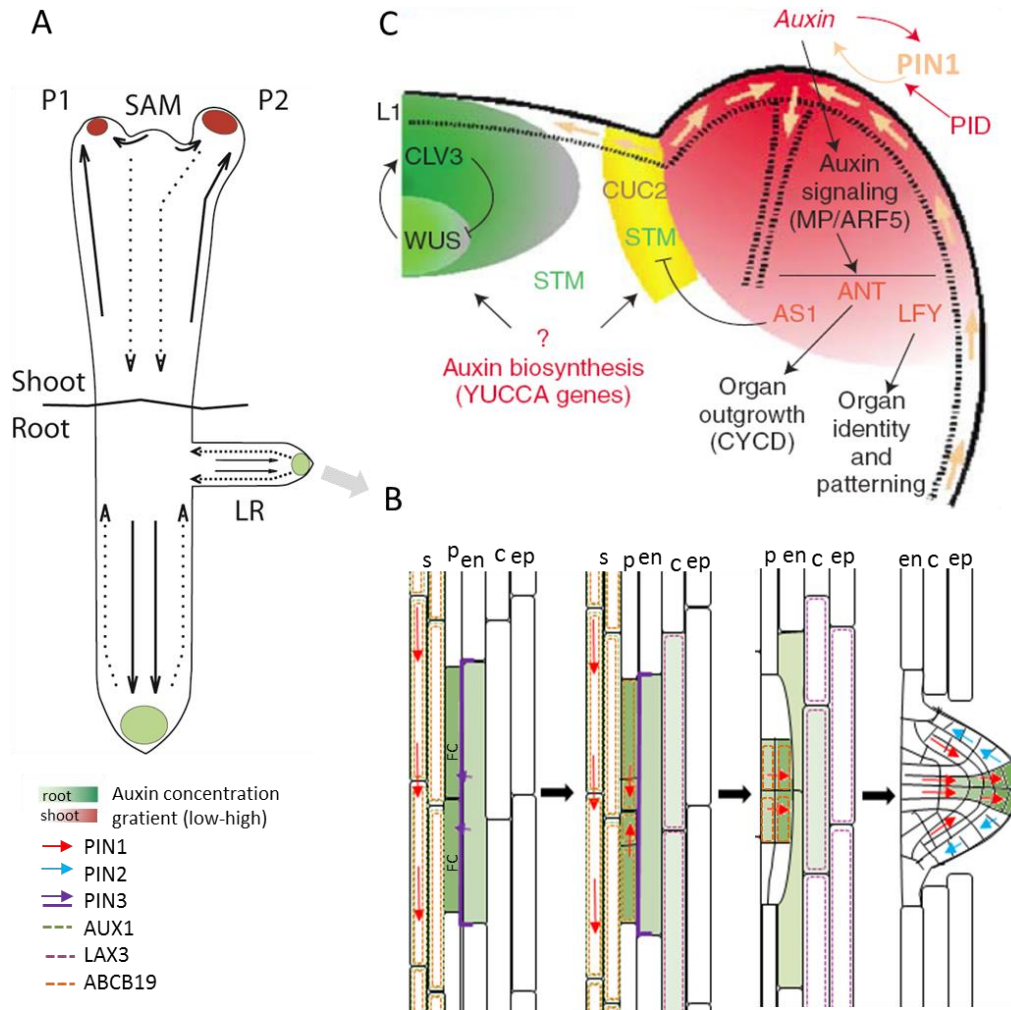 A
P1
SAM
P2
Shoot
Root
LR
root
shoot
Auxin concentration
gratient (low-high)
PIN1
PIN2
PIN3
AUX1
LAX3
ABCB19
C
Auxin
PIN1
PID
L1
CLV3
WUS
CUC2
STM
STM
Auxin
signaling
(MP/ARF5)
ANT
AS1
LFY
?
Auxin biosynthesis
(YUCCA genes)
Organ
outgrowth
(CYCD)
Organ
identity
and
patterning
B
s p en c ep
FC
FC
s p en c ep
p en c ep
en c ep